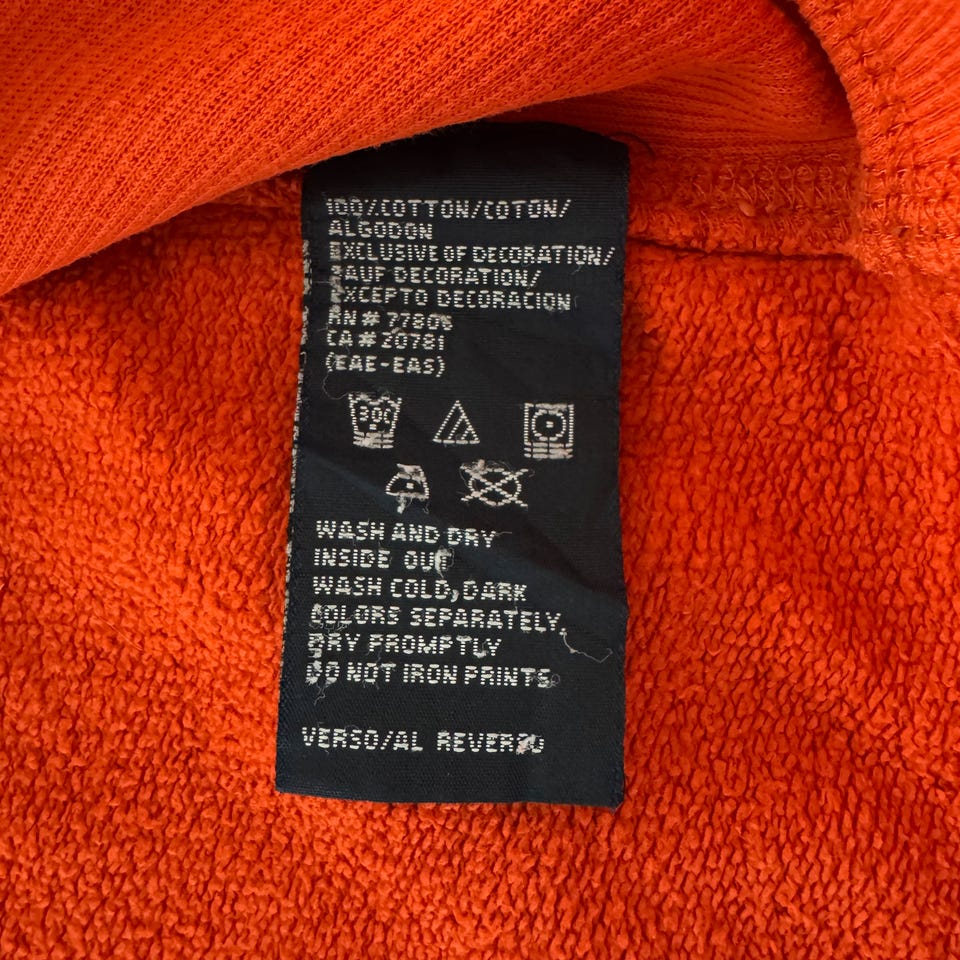 100% COTTON/COTON/
ALGODON
EXCLUSIVE OF DECORATION/
SAUF DECORATION/
EXCEPTO DECORACION
RN # 77806
CA # 20781
(EAE-EAS)
30C
WASH AND DRY
INSIDE OUT
WASH COLD, DARK
COLORS SEPARATELY,
DRY PROMPTLY
DO NOT IRON PRINTS
VERSO/AL REVERSO